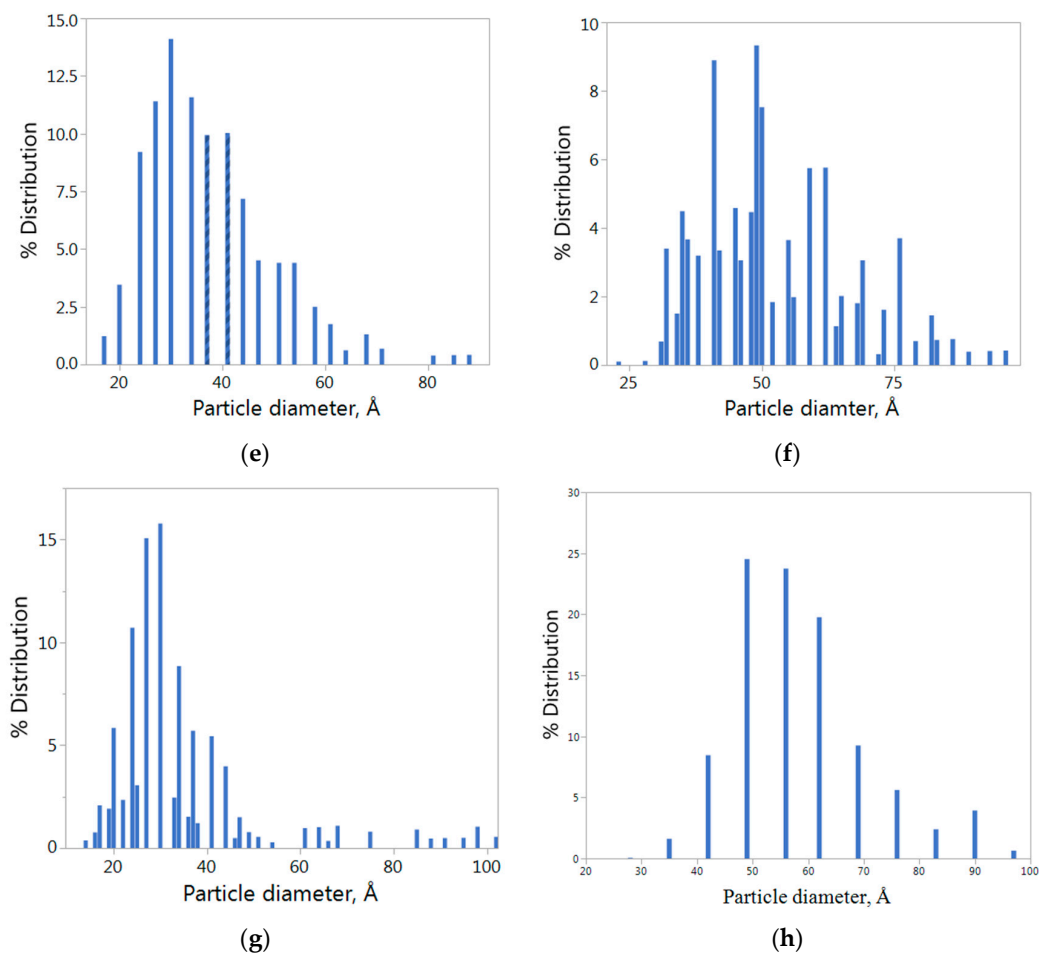 15.0
12.5
10.0
7.5
5.0
2.5
0.0
% Distribution
20 40 60 80
Particle diameter, Å
(e)
10
8
6
4
2
0
% Distribution
25 50 75
Particle diamter, Å
(f)
15
10
5
0
% Distribution
20 40 60 80 100
Particle diameter, Å
(g)
30
25
20
15
10
5
0
% Distribution
20 30 40 50 60 70 80 90 100
Particle diameter, Å
(h)